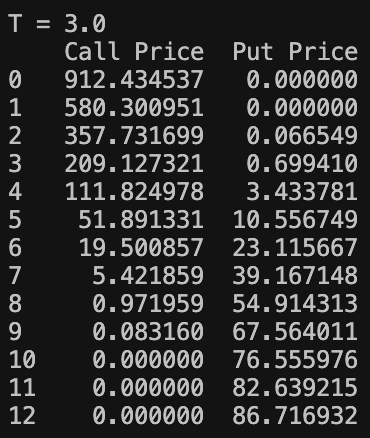 T = 3.0
Call Price Put Price
0 912.434537 0.000000
1 580.300951 0.000000
2 357.731699 0.066549
3 209.127321 0.699410
4 111.824978 3.433781
5 51.891331 10.556749
6 19.500857 23.115667
7 5.421859 39.167148
8 0.971959 54.914313
9 0.083160 67.564011
10 0.000000 76.555976
11 0.000000 82.639215
12 0.000000 86.716932